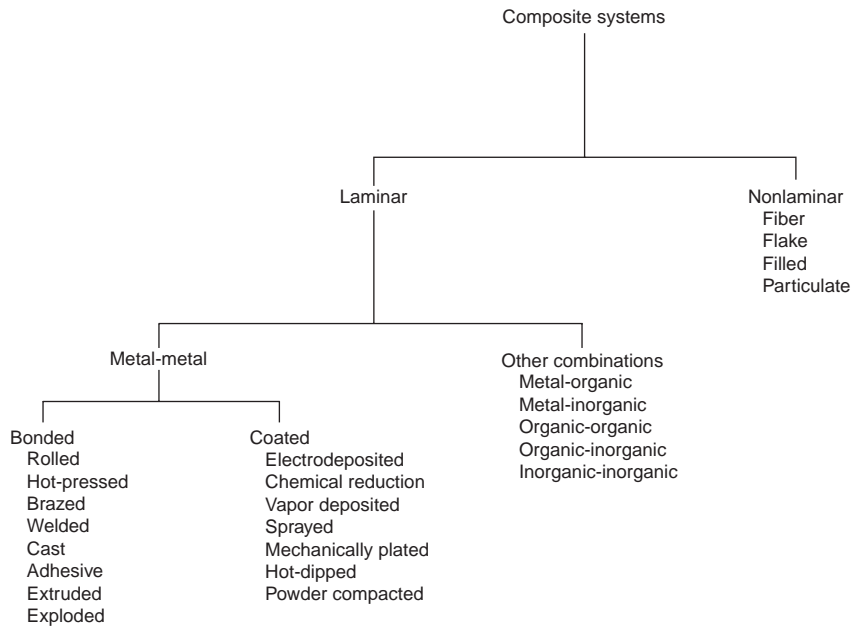 Composite systems
Laminar
Nonlaminar
Fiber
Flake
Filled
Particulate
Metal-metal
Other combinations
Metal-organic
Metal-inorganic
Organic-organic
Organic-inorganic
Inorganic-inorganic
Bonded
Rolled
Hot-pressed
Brazed
Welded
Cast
Adhesive
Extruded
Exploded
Coated
Electrodeposited
Chemical reduction
Vapor deposited
Sprayed
Mechanically plated
Hot-dipped
Powder compacted